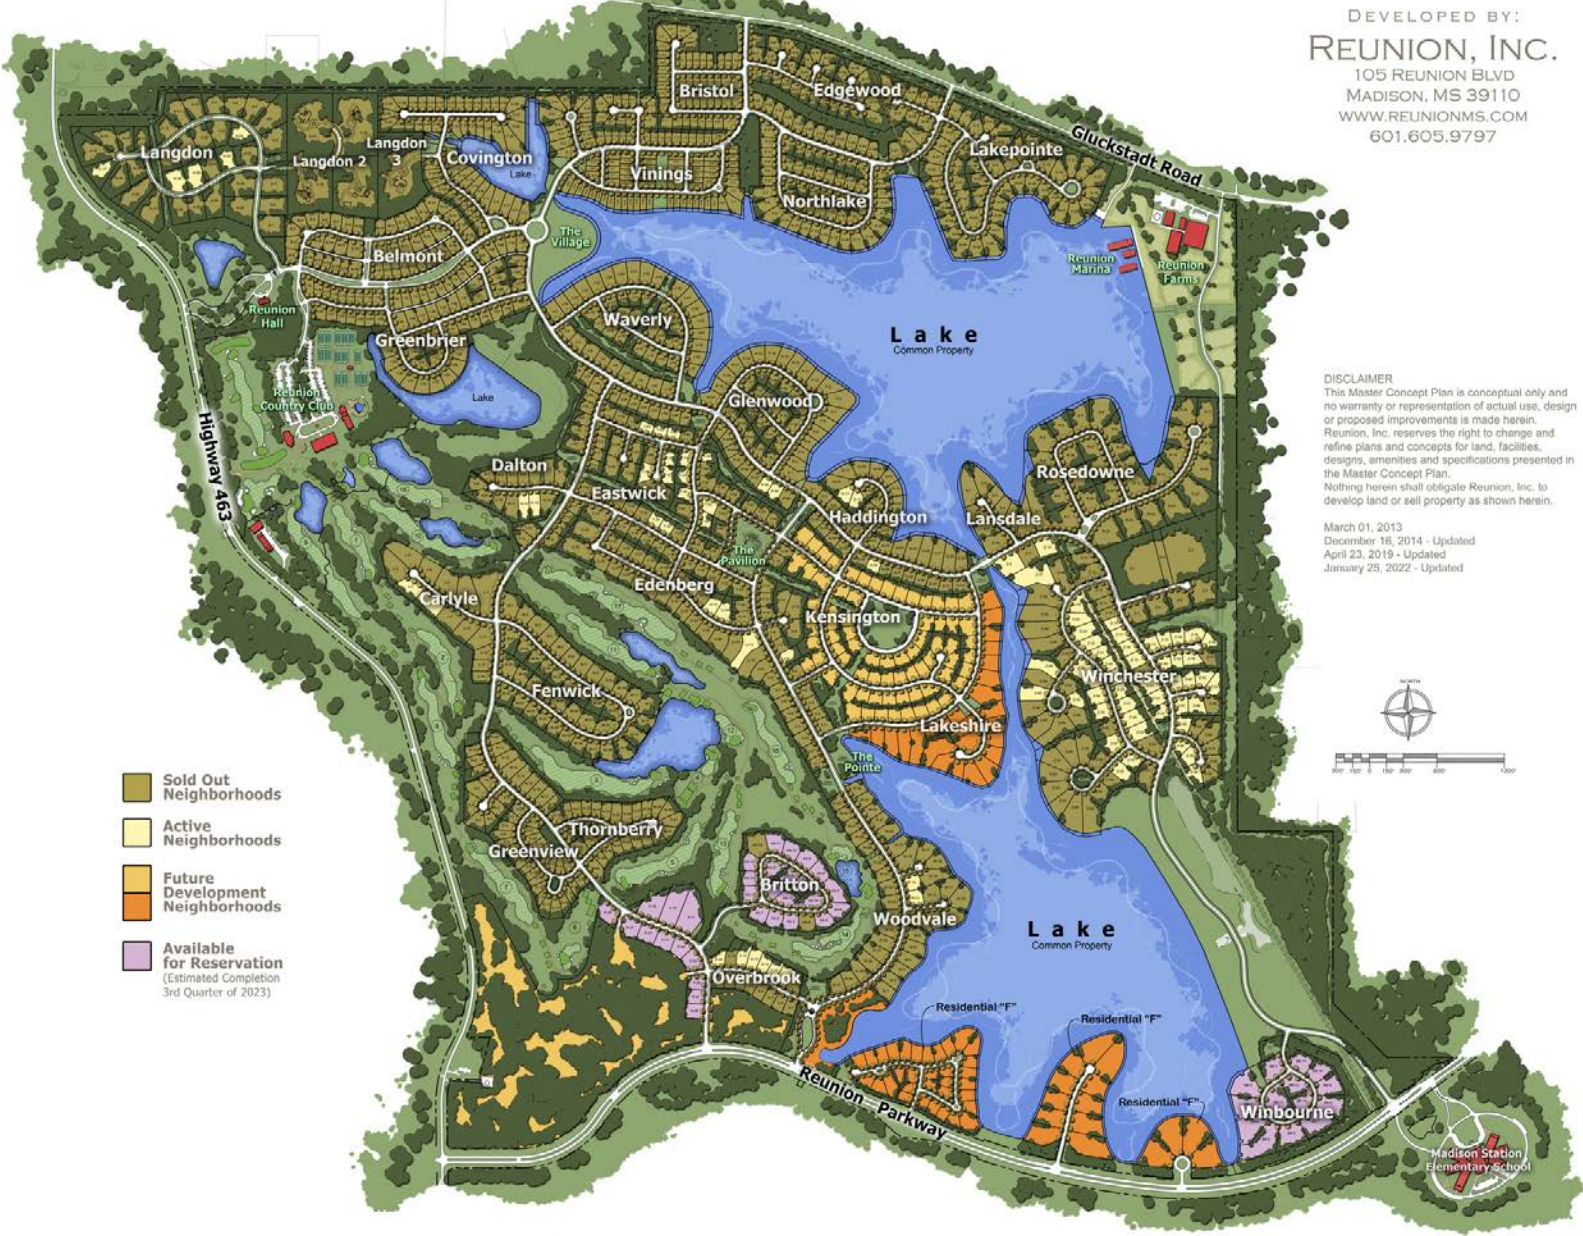 DEVELOPED BY:
REUNION, INC.
105 REUNION BLVD
MADISON, MS 39110
WWW.REUNIONMS.COM
601.605.9797
Bristol
Edgewood
Gluckstadt Road
Langdon
Langdon 2
Langdon
3
Covington
Lake
Vinings
Northlake
Lakepointe
The
Village
Belmont
Reunion
Marina
Reunion
Farms
Reunion
Hall
Greenbrier
Waverly
Lake
Common Property
Lake
Glenwood
Reunion
Country Club
Highway 463
Dalton
Eastwick
Haddington
Lansdale
Rosedowne
The
Pavilion
Edenberg
Carlyle
Kensington
Fenwick
Winchester
Lakeshire
The
Pointe
Thornberry
Greenview
Britton
Woodvale
Overbrook
Lake
Common Property
Residential "F"
Residential "F"
Residential "F"
Reunion Parkway
Winbourne
Madison Station
Elementary School
DISCLAIMER
This Master Concept Plan is conceptual only and
no warranty or representation of actual use, design
or proposed improvements is made herein.
Reunion, Inc. reserves the right to change and
refine plans and concepts for land, facilities,
designs, amenities and specifications presented in
the Master Concept Plan.
Nothing herein shall obligate Reunion, Inc. to
develop land or sell property as shown herein.
March 01, 2013
December 16, 2014 - Updated
April 23, 2019 - Updated
January 25, 2022 - Updated
NORTH
Sold Out
Neighborhoods
Active
Neighborhoods
Future
Development
Neighborhoods
Available
for Reservation
(Estimated Completion
3rd Quarter of 2023)